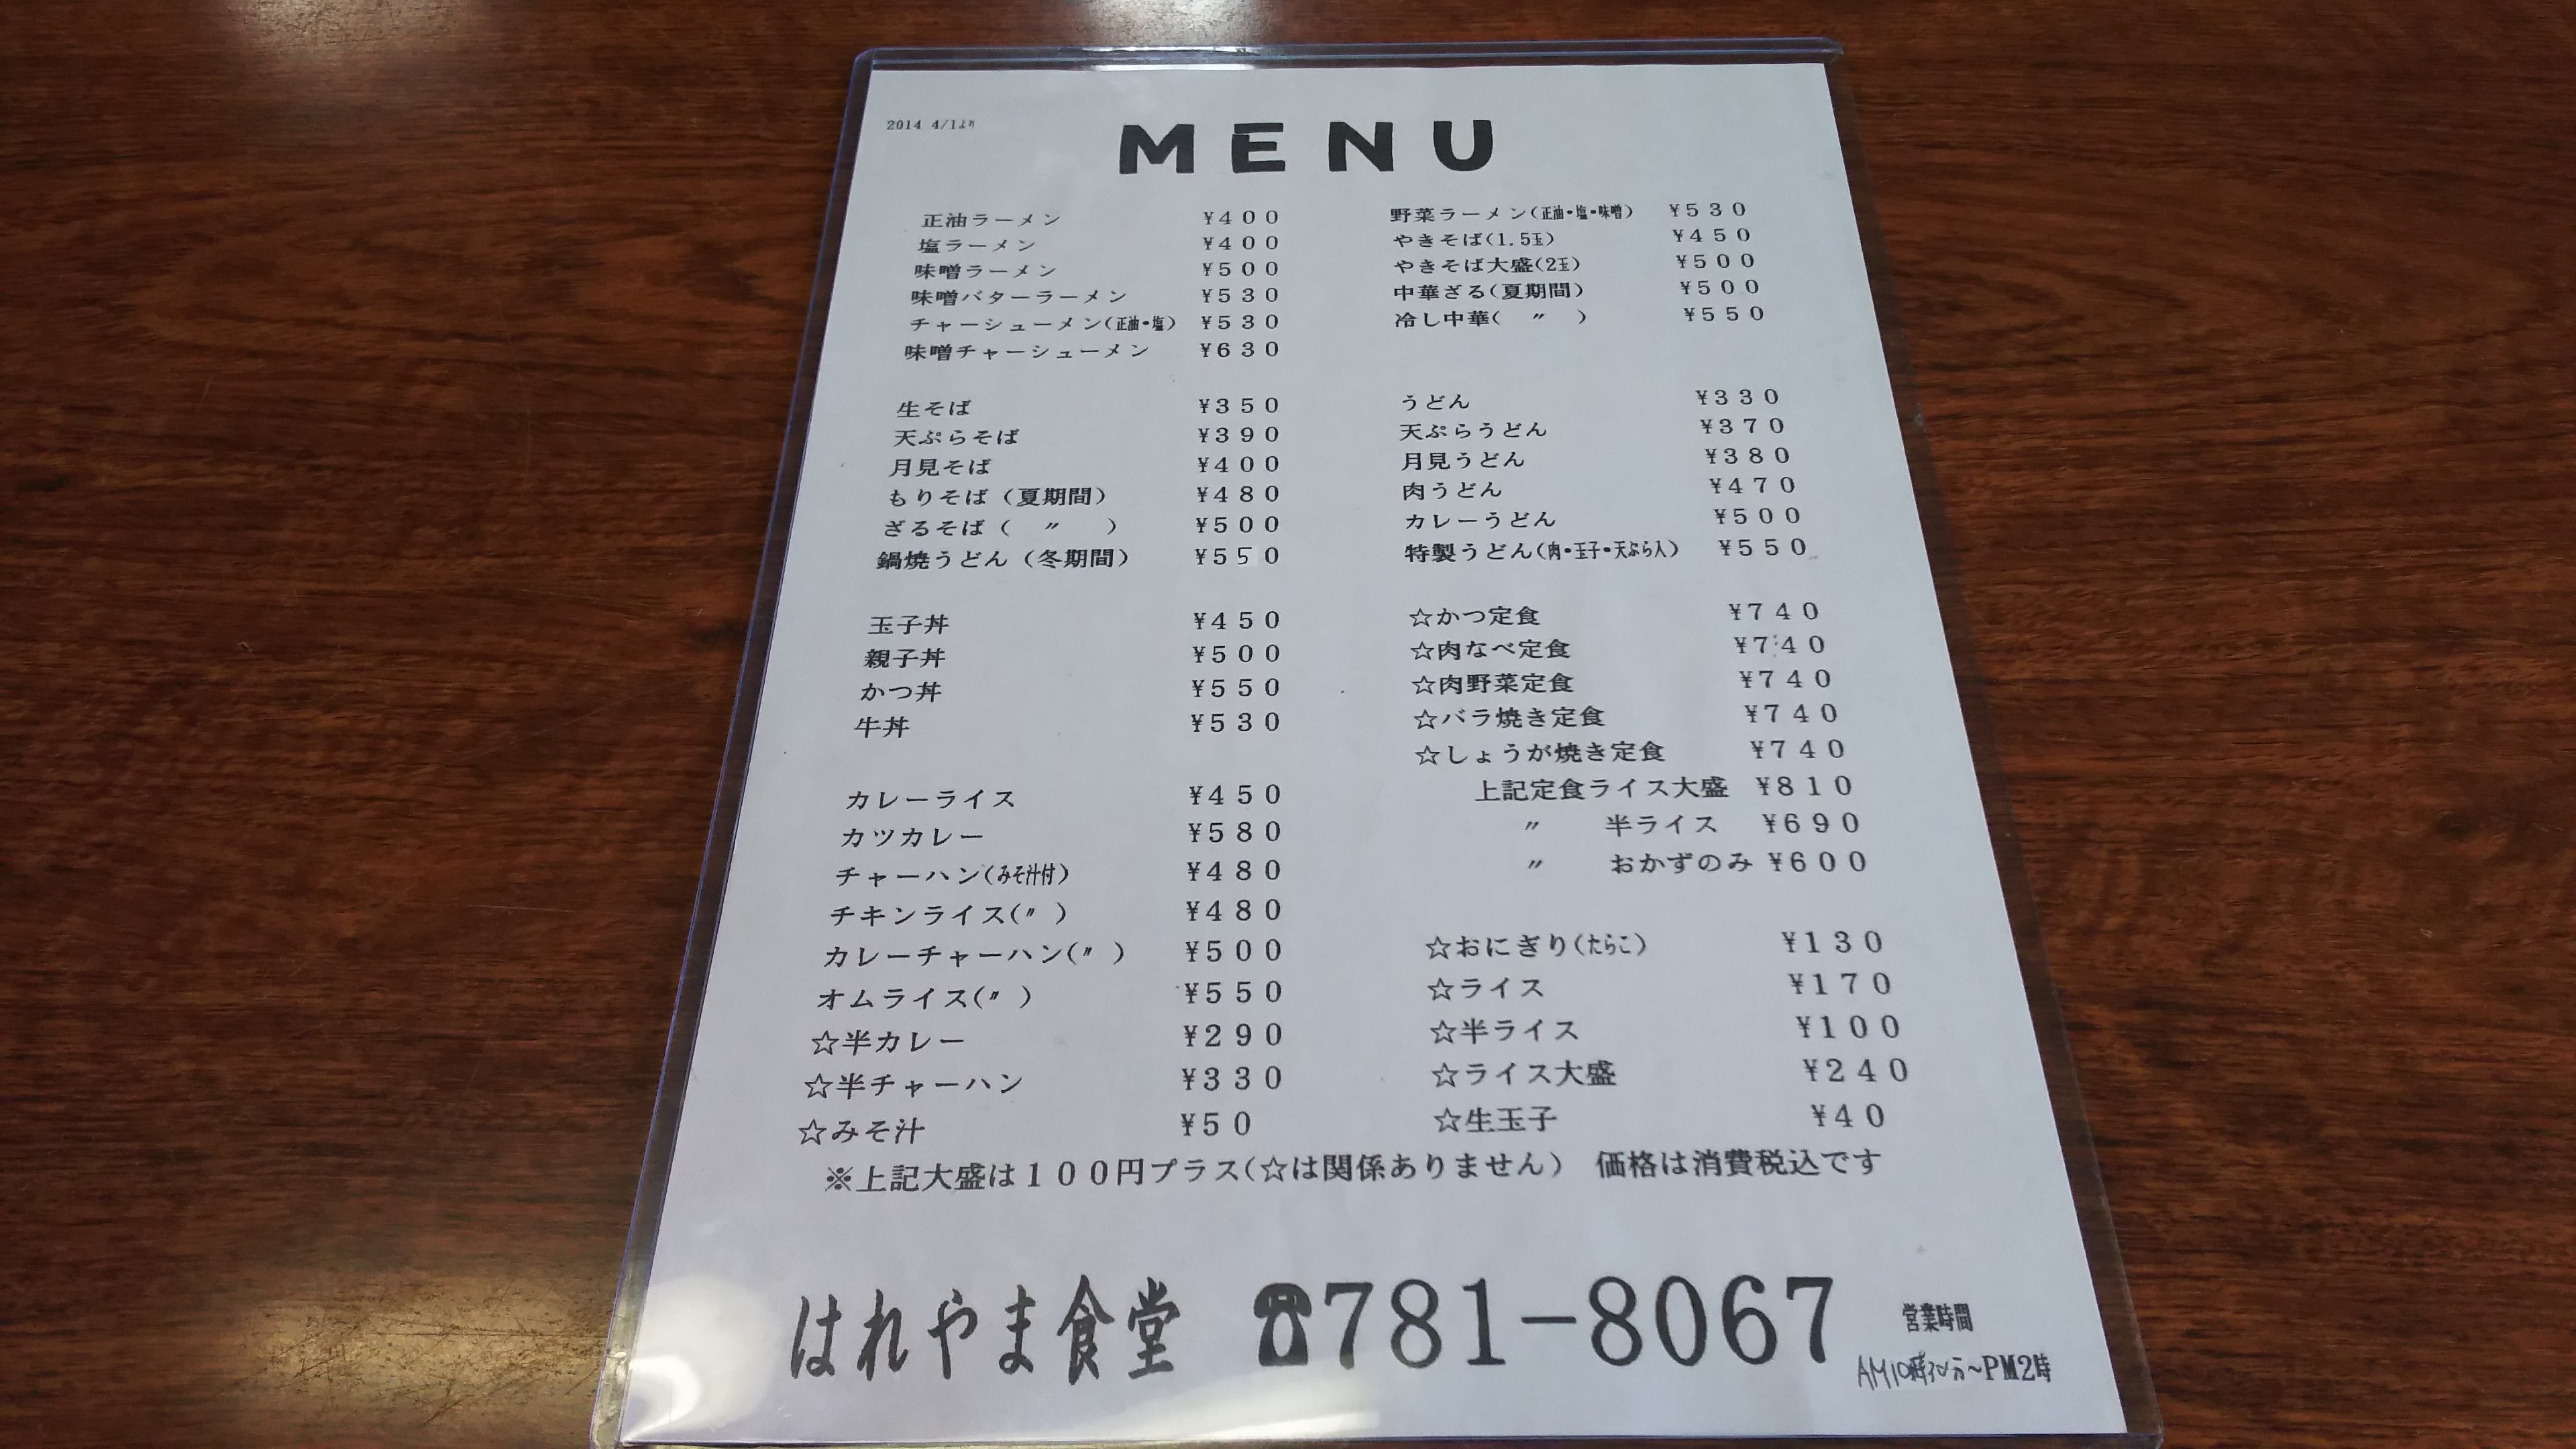 2014 4/1より
MENU
正油ラーメン ¥400
塩ラーメン ¥400
味噌ラーメン ¥500
味噌バターラーメン ¥530
チャーシューメン(正油・塩) ¥530
味噌チャーシューメン ¥630
野菜ラーメン(正油・塩・味噌) ¥530
やきそば(1.5玉) ¥450
やきそば大盛(2玉) ¥500
中華ざる(夏期間) ¥500
冷し中華( 〃 ) ¥550
生そば ¥350
天ぷらそば ¥390
月見そば ¥400
もりそば(夏期間) ¥480
ざるそば( 〃 ) ¥500
鍋焼うどん(冬期間) ¥550
うどん ¥330
天ぷらうどん ¥370
月見うどん ¥380
肉うどん ¥470
カレーうどん ¥500
特製うどん(肉・玉子・天ぷら入) ¥550
玉子丼 ¥450
親子丼 ¥500
かつ丼 ¥550
牛丼 ¥530
☆かつ定食 ¥740
☆肉なべ定食 ¥740
☆肉野菜定食 ¥740
☆バラ焼き定食 ¥740
☆しょうが焼き定食 ¥740
上記定食ライス大盛 ¥810
〃 半ライス ¥690
〃 おかずのみ ¥600
カレーライス ¥450
カツカレー ¥580
チャーハン(みそ汁付) ¥480
チキンライス(〃) ¥480
カレーチャーハン(〃) ¥500
オムライス(〃) ¥550
☆半カレー ¥290
☆半チャーハン ¥330
☆みそ汁 ¥50
☆おにぎり(たらこ) ¥130
☆ライス ¥170
☆半ライス ¥100
☆ライス大盛 ¥240
☆生玉子 ¥40
※上記大盛は100円プラス(☆は関係ありません) 価格は消費税込です
はれやま食堂 ☎781-8067
営業時間
AM10時30分~PM2時